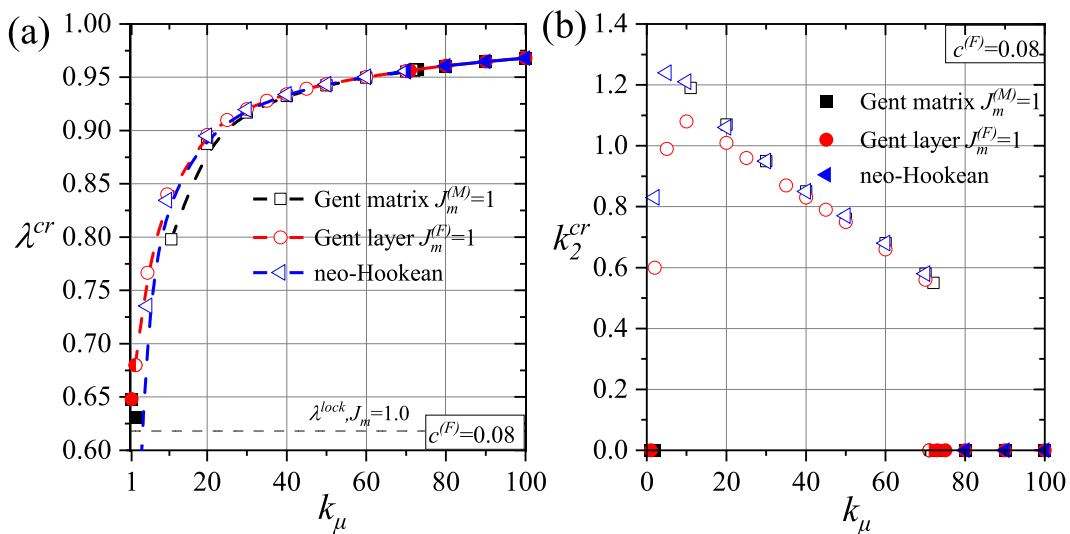 (a)
1.00
0.95
0.90
0.85
0.80
0.75
0.70
0.65
0.60
λ^{cr}
Gent matrix J_m^{(M)}=1
Gent layer J_m^{(F)}=1
neo-Hookean
λ^{lock}, J_m=1.0
c^{(F)}=0.08
1 20 40 60 80 100
k_μ
(b)
1.4
1.2
1.0
0.8
0.6
0.4
0.2
0.0
k_2^{cr}
c^{(F)}=0.08
Gent matrix J_m^{(M)}=1
Gent layer J_m^{(F)}=1
neo-Hookean
0 20 40 60 80 100
k_μ